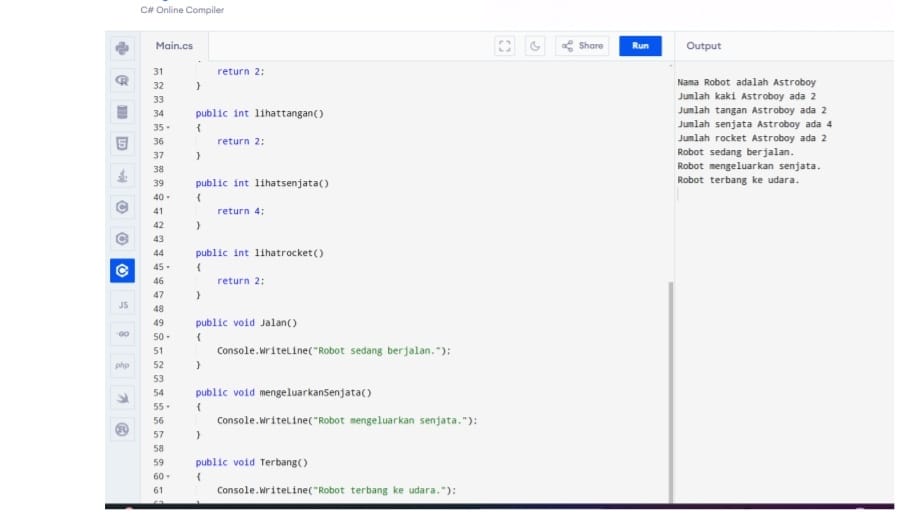 C# Online Compiler
Main.cs
Share
Run
Output
31 return 2;
32 }
33
34 public int lihattangan()
35 {
36 return 2;
37 }
38
39 public int lihatsenjata()
40 {
41 return 4;
42 }
43
44 public int lihatrocket()
45 {
46 return 2;
47 }
48
49 public void Jalan()
50 {
51 Console.WriteLine("Robot sedang berjalan.");
52 }
53
54 public void mengeluarkanSenjata()
55 {
56 Console.WriteLine("Robot mengeluarkan senjata.");
57 }
58
59 public void Terbang()
60 {
61 Console.WriteLine("Robot terbang ke udara.");
Nama Robot adalah Astroboy
Jumlah kaki Astroboy ada 2
Jumlah tangan Astroboy ada 2
Jumlah senjata Astroboy ada 4
Jumlah rocket Astroboy ada 2
Robot sedang berjalan.
Robot mengeluarkan senjata.
Robot terbang ke udara.
JS
GO
php